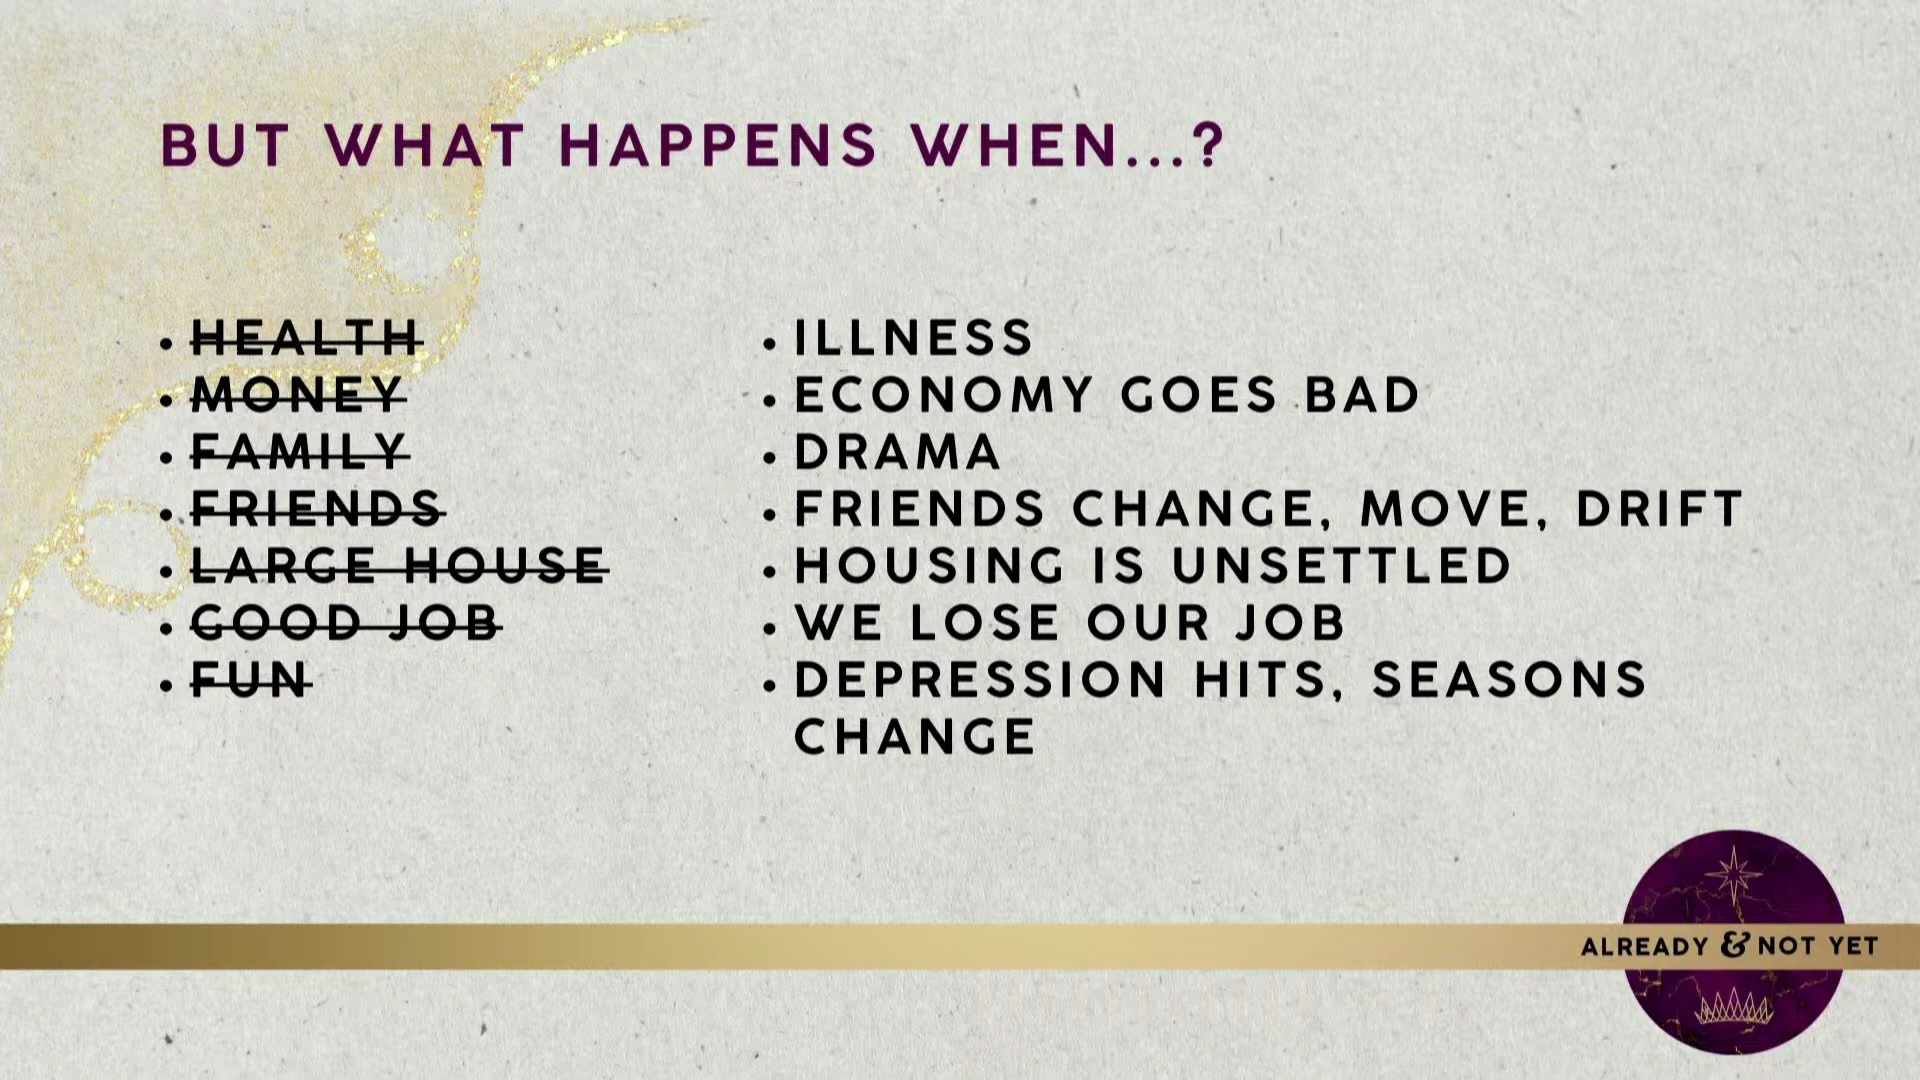 BUT WHAT HAPPENS WHEN...?
• HEALTH
• MONEY
• FAMILY
• FRIENDS
• LARGE HOUSE
• GOOD JOB
• FUN
• ILLNESS
• ECONOMY GOES BAD
• DRAMA
• FRIENDS CHANGE, MOVE, DRIFT
• HOUSING IS UNSETTLED
• WE LOSE OUR JOB
• DEPRESSION HITS, SEASONS
CHANGE
ALREADY & NOT YET